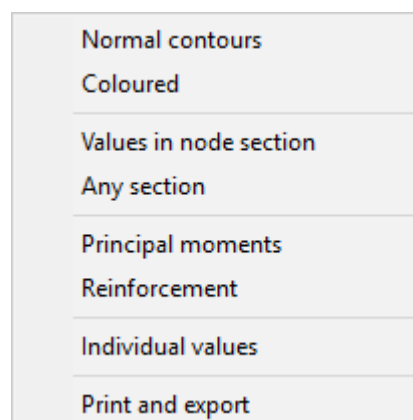 Normal contours
Coloured
Values in node section
Any section
Principal moments
Reinforcement
Individual values
Print and export